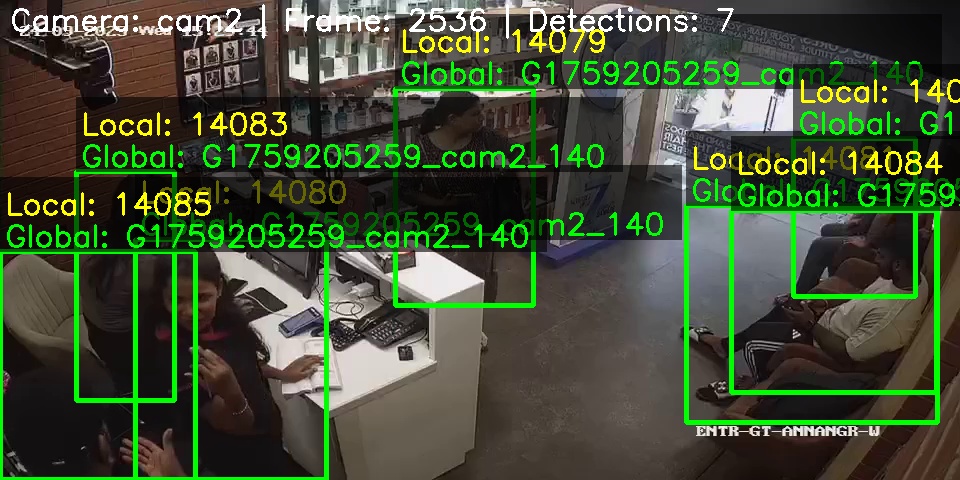 Camera: cam2 | Frame: 2536 | Detections: 7
Local: 14079
Global: G1759205259_cam2_140
Local: 140
Global: G1
Local: 14083
Global: G1759205259_cam2_140
Local: 14084
Global: G1759
Local: 14080
Local: 14085
Global: G1759205259_cam2_140
ENTR-GT-ANNANGR-W